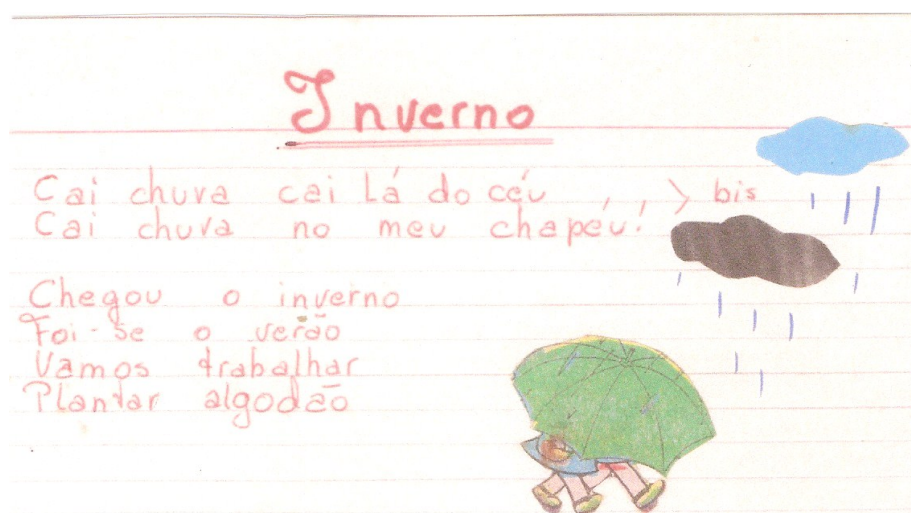 Inverno
Cai chuva cai lá do céu > bis
Cai chuva no meu chapéu!
Chegou o inverno
Foi-se o verão
Vamos trabalhar
Plantar algodão